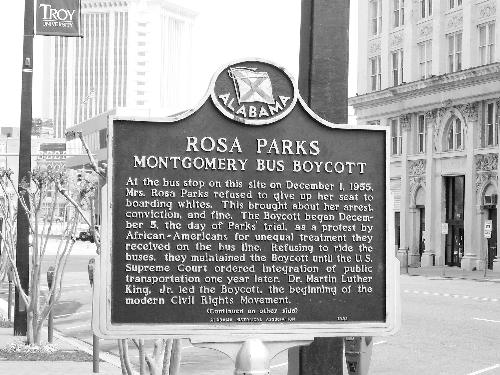 TROY
UNIVERSITY
ALABAMA
ROSA PARKS
MONTGOMERY BUS BOYCOTT
At the bus stop on this site on December 1, 1955,
Mrs. Rosa Parks refused to give up her seat to
boarding whites. This brought about her arrest,
conviction, and fine. The Boycott began Decem-
ber 5, the day of Parks' trial, as a protest by
African-Americans for unequal treatment they
received on the bus line. Refusing to ride the
buses, they maintained the Boycott until the U.S.
Supreme Court ordered integration of public
transportation one year later. Dr. Martin Luther
King, Jr. led the Boycott, the beginning of the
modern Civil Rights Movement.
(Continued on other side)
HISTORICAL ASSOCIATION